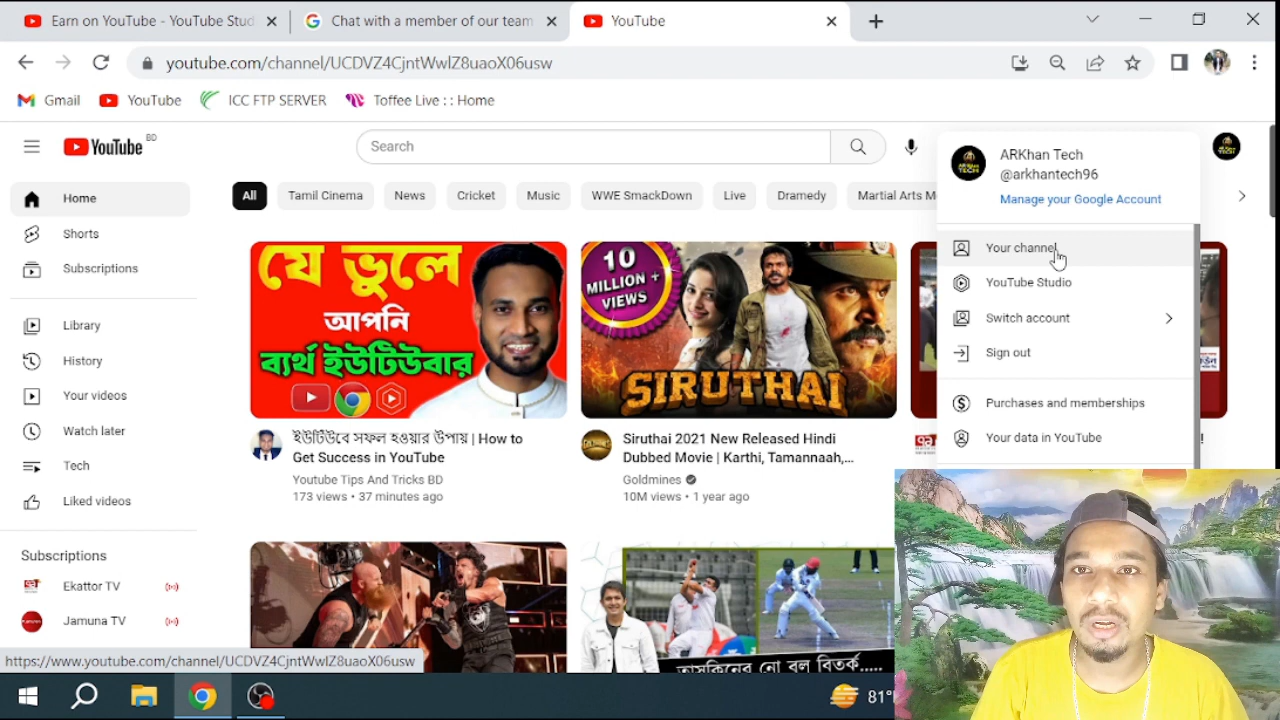 Earn on YouTube - YouTube Stud
Chat with a member of our team
YouTube
youtube.com/channel/UCDVZ4CjntWwlZ8uaoX06usw
Gmail
YouTube
ICC FTP SERVER
Toffee Live : : Home
YouTube BD
Search
ARKhan Tech
@arkhantech96
Manage your Google Account
All
Tamil Cinema
News
Cricket
Music
WWE SmackDown
Live
Dramedy
Martial Arts M
Home
Shorts
Subscriptions
Library
History
Your videos
Watch later
Tech
Liked videos
Subscriptions
Ekattor TV
Jamuna TV
যে ভুলে
আপনি
ব্যর্থ ইউটিউবার
ইউটিউবে সফল হওয়ার উপায় | How to
Get Success in YouTube
Youtube Tips And Tricks BD
173 views • 37 minutes ago
10
MILLION +
VIEWS
SIRUTHAI
Siruthai 2021 New Released Hindi
Dubbed Movie | Karthi, Tamannaah,...
Goldmines
10M views • 1 year ago
Your channel
YouTube Studio
Switch account
Sign out
Purchases and memberships
Your data in YouTube
তাসকিনের নো বল বিতর্ক.....
https://www.youtube.com/channel/UCDVZ4CjntWwlZ8uaoX06usw
81°